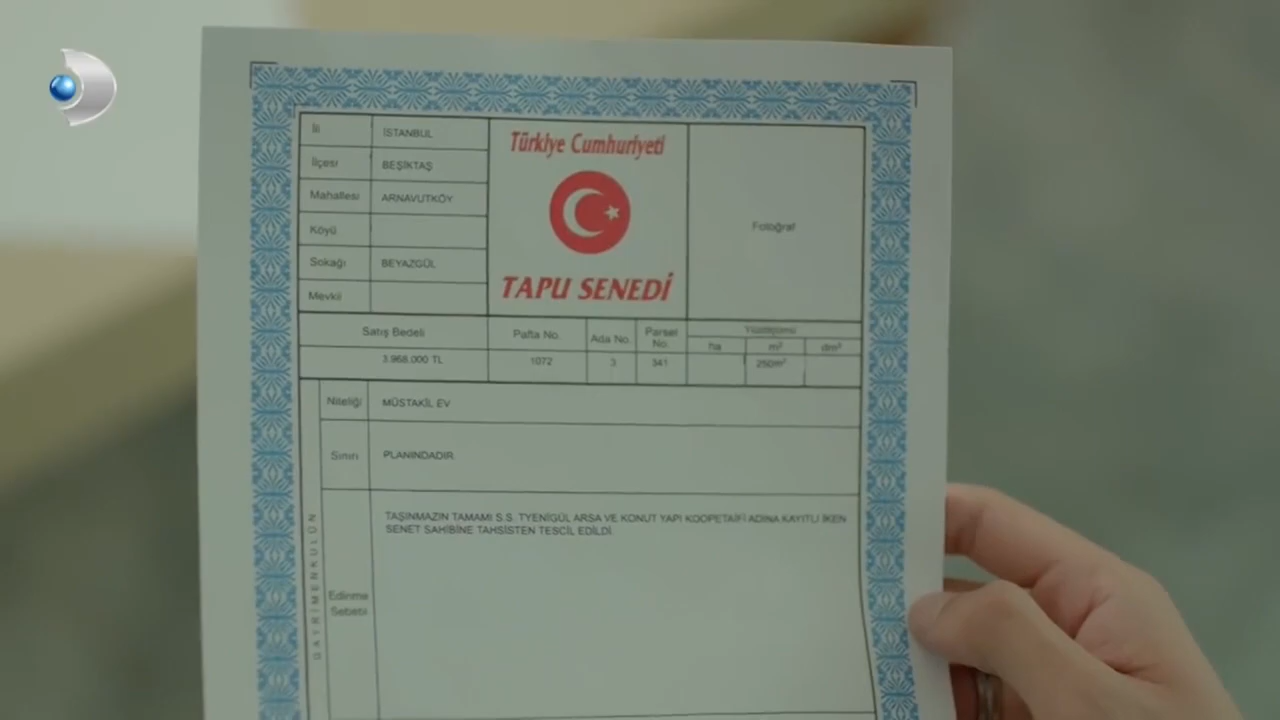 İli İSTANBUL
İlçesi BEŞİKTAŞ
Mahallesi ARNAVUTKÖY
Köyü
Sokağı BEYAZGÜL
Mevkii
Türkiye Cumhuriyeti
TAPU SENEDİ
Fotoğraf
Satış Bedeli Pafta No. Ada No. Parsel No. Yüzölçümü
ha m² dm²
3.968.000 TL 1072 3 341 250m²
GAYRİMENKULÜN
Niteliği MÜSTAKİL EV
Sınırı PLANINDADIR
Edinme Sebebi
TAŞINMAZIN TAMAMI S.S. TYENİGÜL ARSA VE KONUT YAPI KOOPETAİFİ ADINA KAYITLI İKEN
SENET SAHİBİNE TAHSİSTEN TESCİL EDİLDİ.